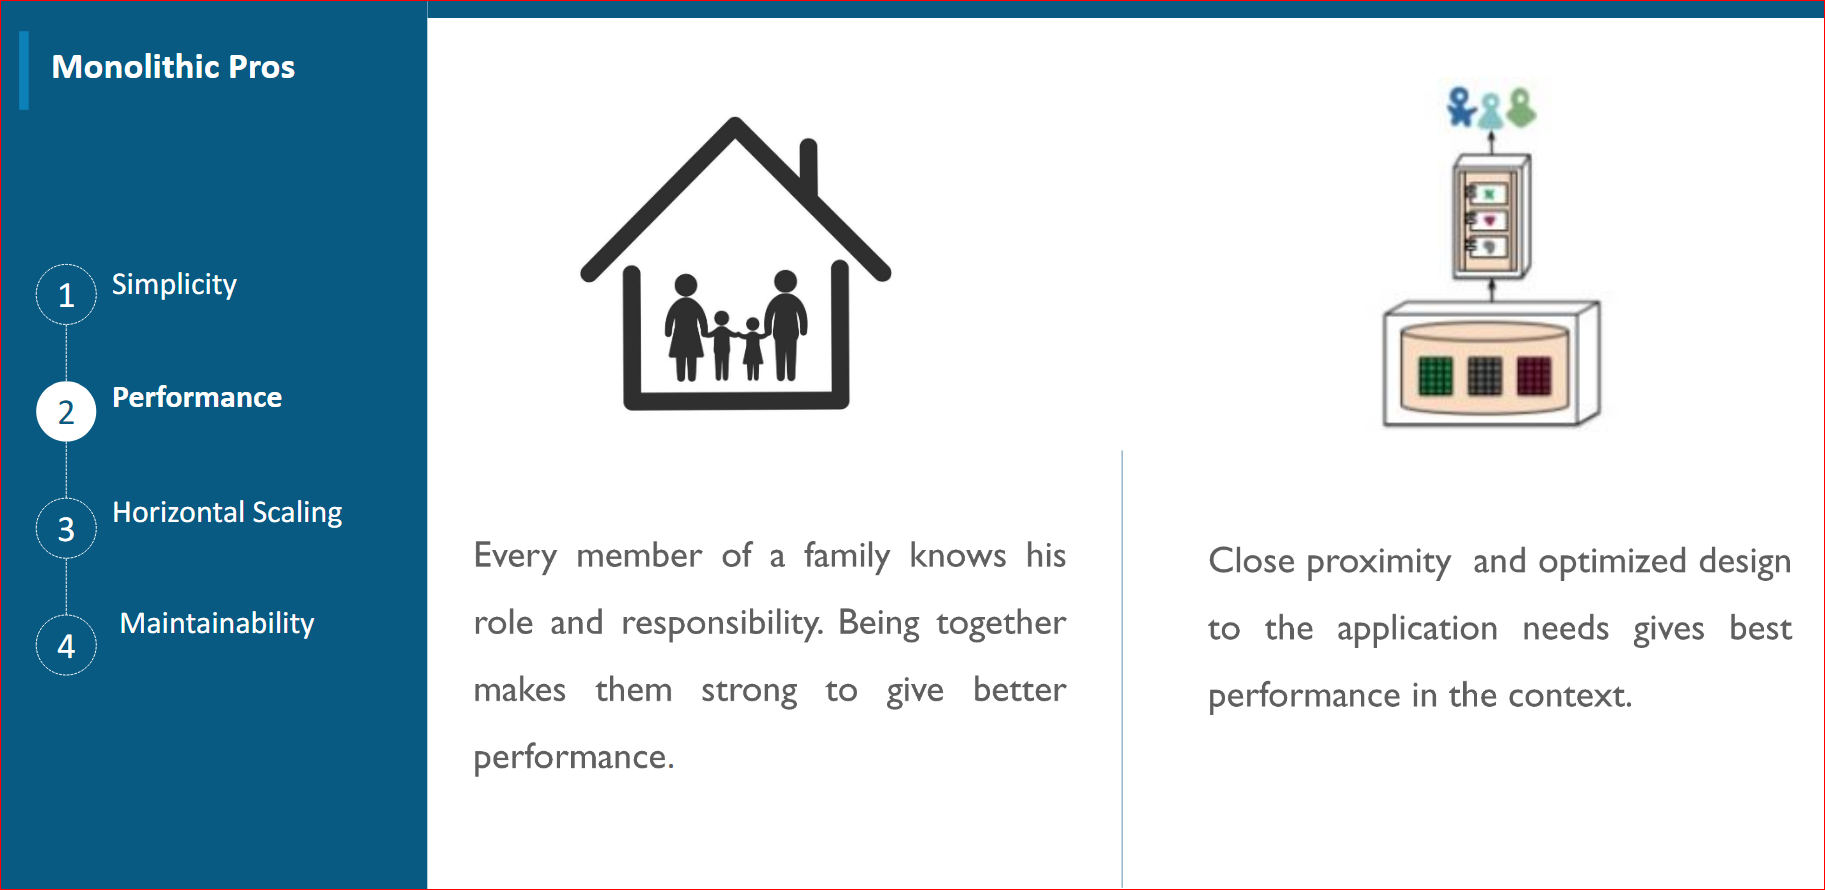 Monolithic Pros
1
Simplicity
2
Performance
3
Horizontal Scaling
4
Maintainability
Every member of a family knows his
role and responsibility. Being together
makes them strong to give better
performance.
Close proximity and optimized design
to the application needs gives best
performance in the context.